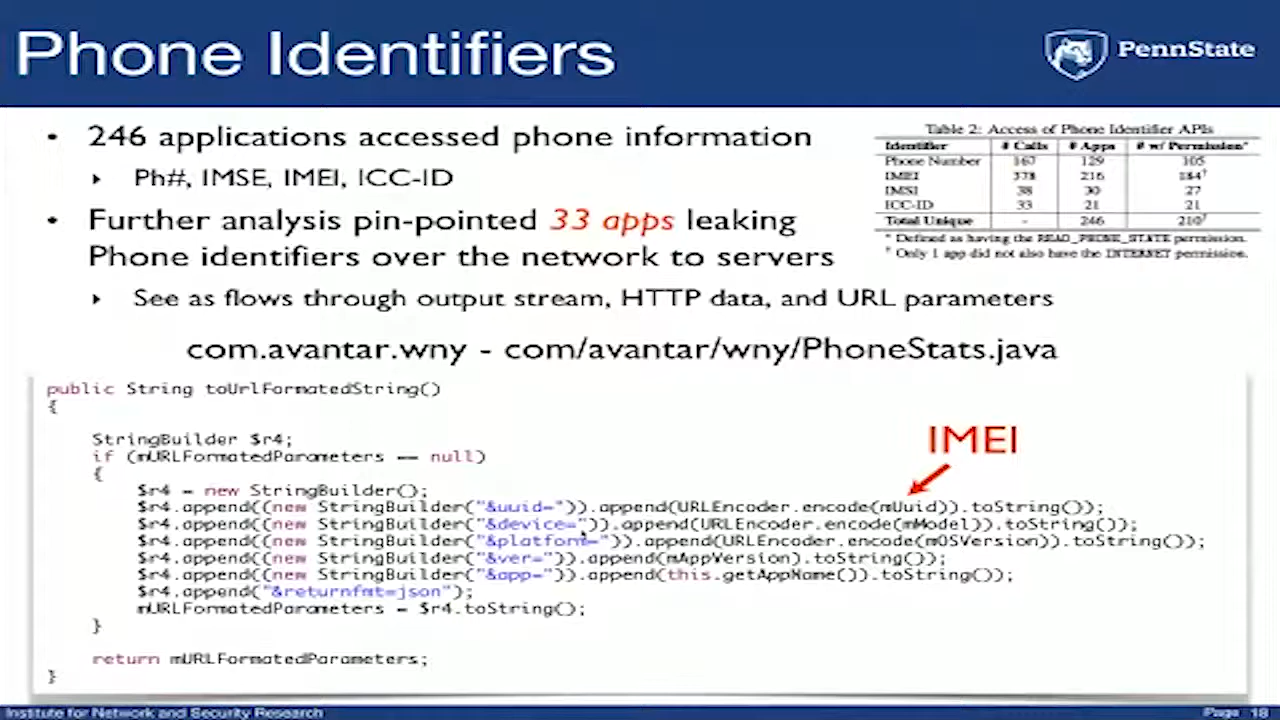 Phone Identifiers
PennState
• 246 applications accessed phone information
‣ Ph#, IMSE, IMEI, ICC-ID
• Further analysis pin-pointed 33 apps leaking
Phone identifiers over the network to servers
‣ See as flows through output stream, HTTP data, and URL parameters
Table 2: Access of Phone Identifier APIs
Identifier # Calls # Apps # w/ Permission*
Phone Number 167 129 105
IMEI 378 216 184†
IMSI 38 30 27
ICC-ID 33 21 21
Total Unique - 246 210†
* Defined as having the READ_PHONE_STATE permission.
† Only 1 app did not also have the INTERNET permission.
com.avantar.wny - com/avantar/wny/PhoneStats.java
public String toUrlFormatedString()
{
StringBuilder $r4;
if (mURLFormatedParameters == null)
{
$r4 = new StringBuilder();
$r4.append((new StringBuilder("&uuid=")).append(URLEncoder.encode(mUuid)).toString());
$r4.append((new StringBuilder("&device=")).append(URLEncoder.encode(mModel)).toString());
$r4.append((new StringBuilder("&platform=")).append(URLEncoder.encode(mOSVersion)).toString());
$r4.append((new StringBuilder("&ver=")).append(mAppVersion).toString());
$r4.append((new StringBuilder("&app=")).append(this.getAppName()).toString());
$r4.append("&returnfmt=json");
mURLFormatedParameters = $r4.toString();
}
return mURLFormatedParameters;
}
IMEI
Institute for Network and Security Research
Page 18